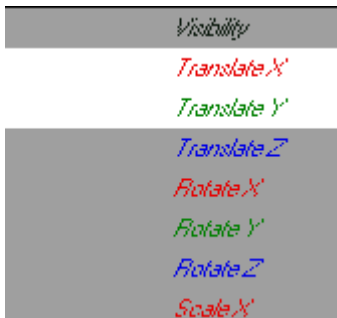 Visibility
Translate X
Translate Y
Translate Z
Rotate X
Rotate Y
Rotate Z
Scale X